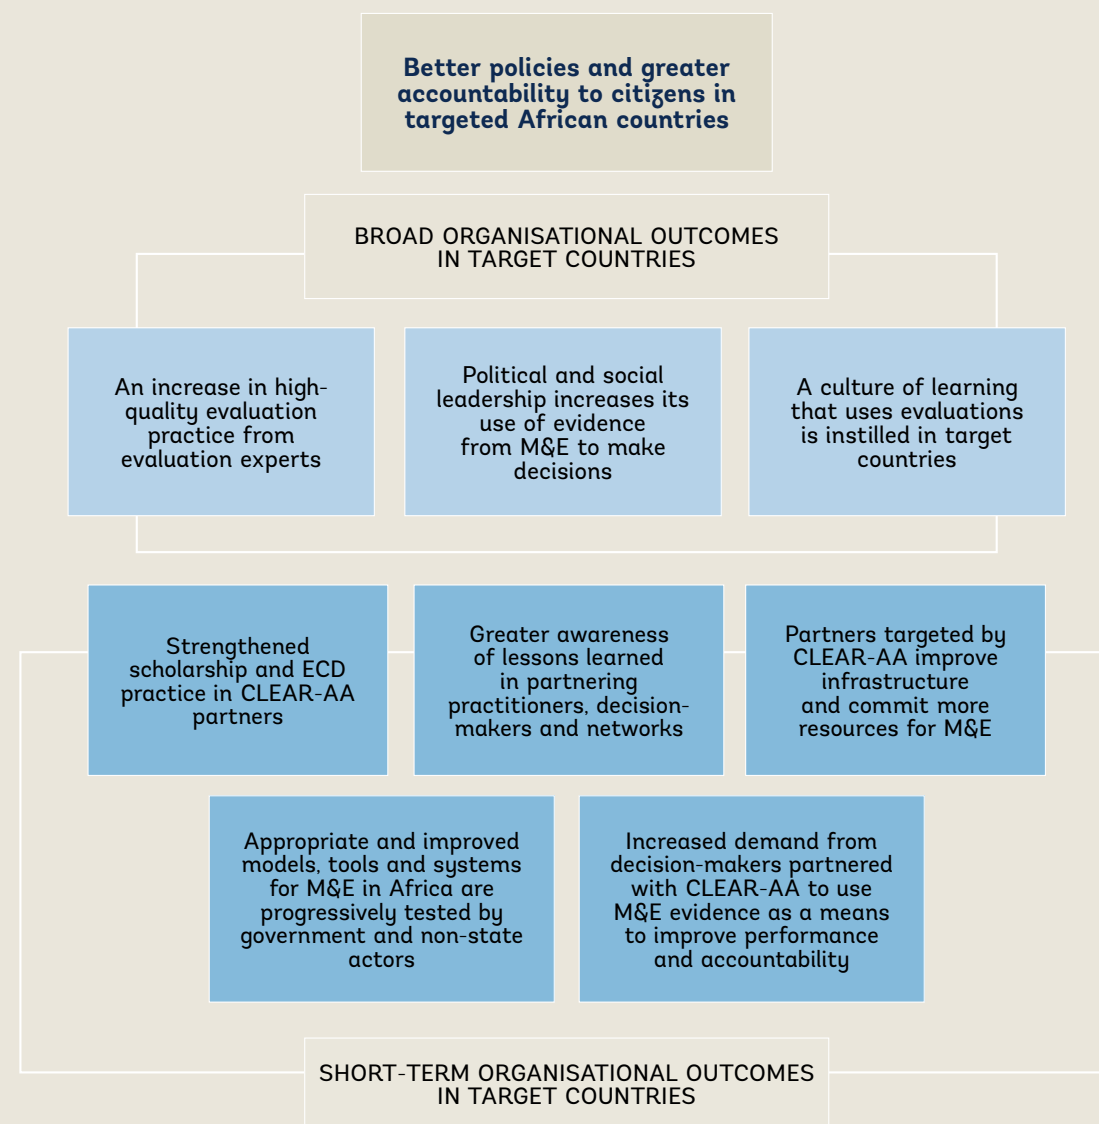 Better policies and greater
accountability to citizens in
targeted African countries
BROAD ORGANISATIONAL OUTCOMES
IN TARGET COUNTRIES
An increase in high-
quality evaluation
practice from
evaluation experts
Political and social
leadership increases its
use of evidence
from M&E to make
decisions
A culture of learning
that uses evaluations
is instilled in target
countries
Strengthened
scholarship and ECD
practice in CLEAR-AA
partners
Greater awareness
of lessons learned
in partnering
practitioners, decision-
makers and networks
Partners targeted by
CLEAR-AA improve
infrastructure
and commit more
resources for M&E
Appropriate and improved
models, tools and systems
for M&E in Africa are
progressively tested by
government and non-state
actors
Increased demand from
decision-makers partnered
with CLEAR-AA to use
M&E evidence as a means
to improve performance
and accountability
SHORT-TERM ORGANISATIONAL OUTCOMES
IN TARGET COUNTRIES